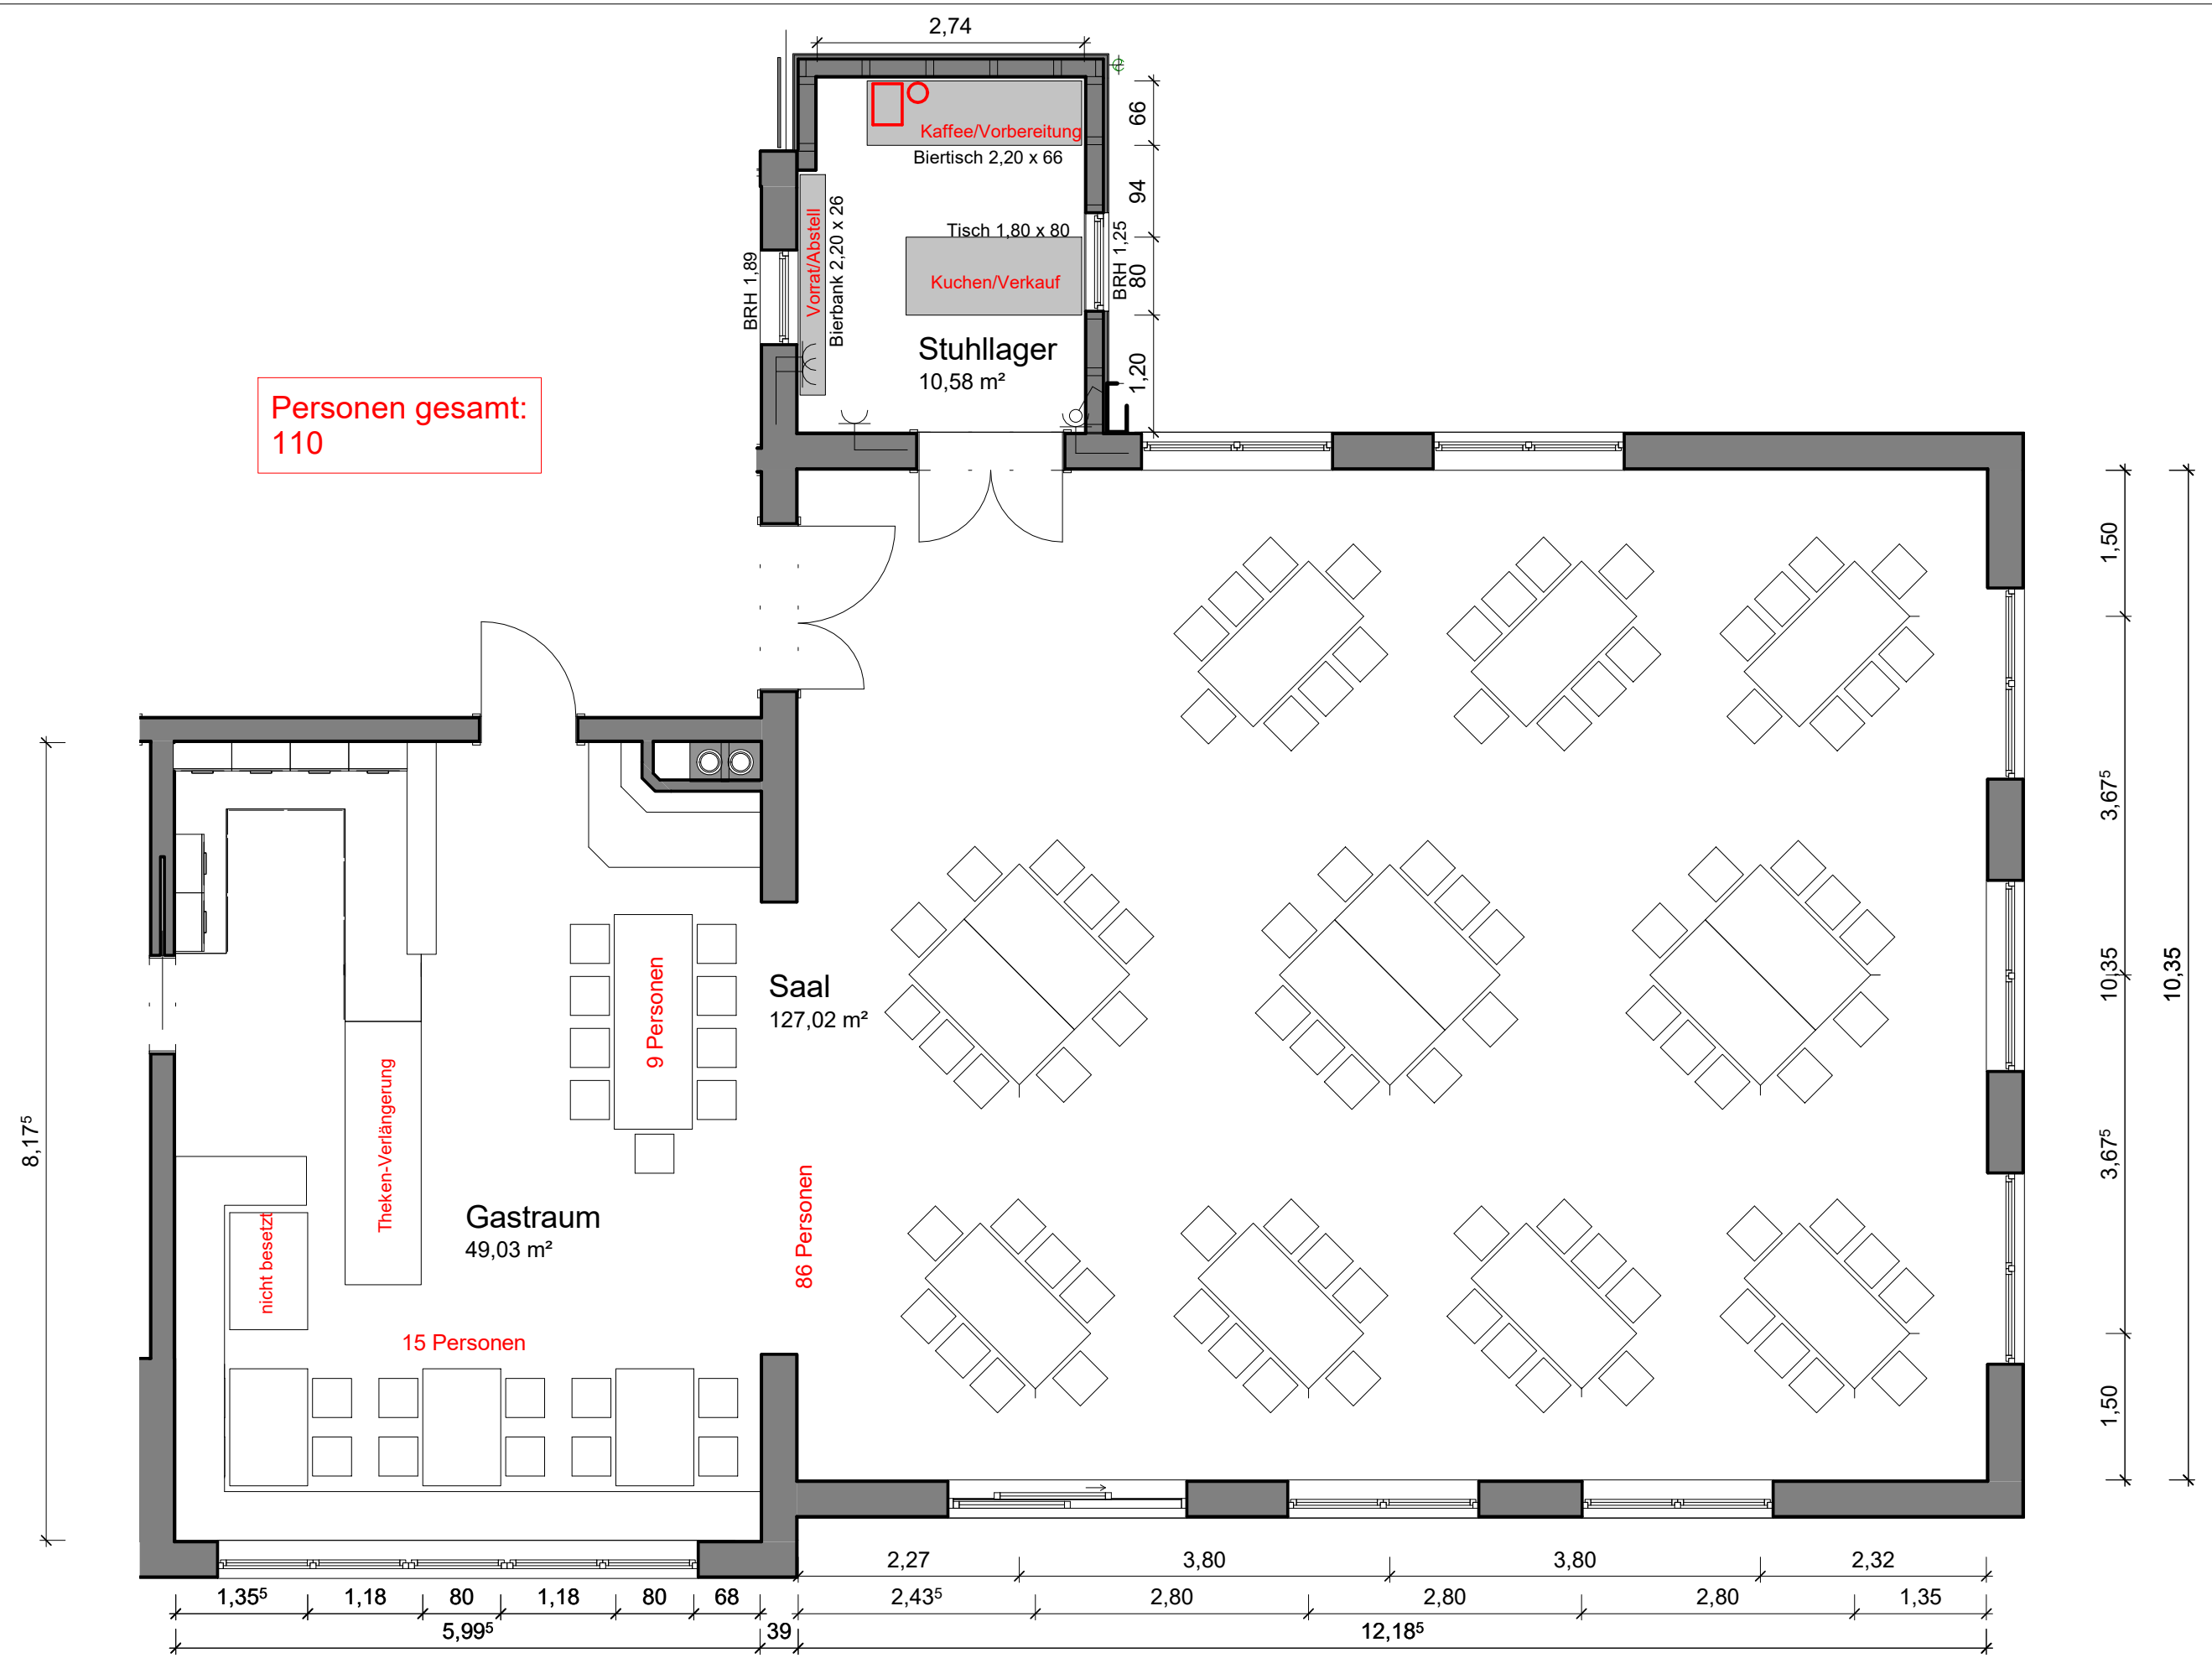 2,74
66
Kaffee/Vorbereitung
Biertisch 2,20 x 66
94
Vorrat/Abstell
Bierbank 2,20 x 26
Tisch 1,80 x 80
BRH 1,25
BRH 1,89
80
Kuchen/Verkauf
Stuhllager
10,58 m²
1,20
Personen gesamt:
110
1,50
3,67⁵
10,35
10,35
3,67⁵
1,50
9 Personen
Saal
127,02 m²
Theken-Verlängerung
8,17⁵
86 Personen
Gastraum
49,03 m²
nicht besetzt
15 Personen
2,27
3,80
3,80
2,32
1,35⁵
1,18
80
1,18
80
68
2,43⁵
2,80
2,80
2,80
1,35
5,99⁵
39
12,18⁵